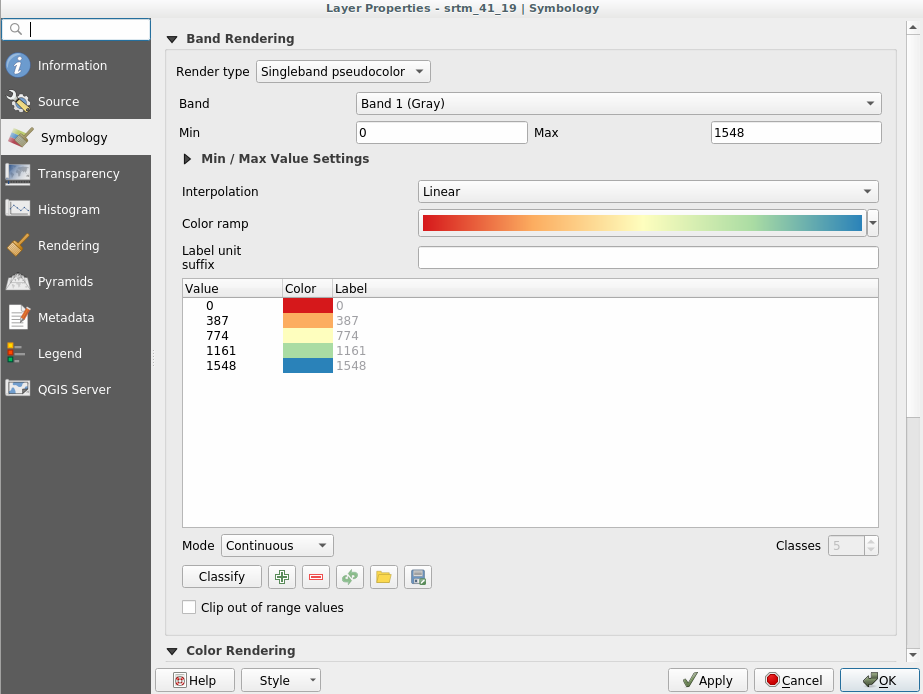 Layer Properties - srtm_41_19 | Symbology
Information
Source
Symbology
Transparency
Histogram
Rendering
Pyramids
Metadata
Legend
QGIS Server
Band Rendering
Render type Singleband pseudocolor
Band Band 1 (Gray)
Min 0 Max 1548
Min / Max Value Settings
Interpolation Linear
Color ramp
Label unit
suffix
Value Color Label
0 0
387 387
774 774
1161 1161
1548 1548
Mode Continuous Classes 5
Classify
Clip out of range values
Color Rendering
Help Style Apply Cancel OK